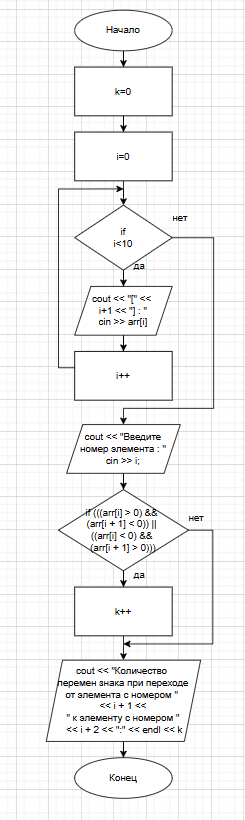 Начало
k=0
i=0
if
i<10
нет
да
cout << "[" <<
i+1 << "] : "
cin >> arr[i]
i++
cout << "Введите
номер элемента : "
cin >> i;
if (((arr[i] > 0) &&
(arr[i + 1] < 0)) ||
((arr[i] < 0) &&
(arr[i + 1] > 0)))
нет
да
k++
cout << "Количество
перемен знака при переходе
от элемента с номером "
<< i + 1 <<
" к элементу с номером "
<< i + 2 << ":" << endl << k
Конец